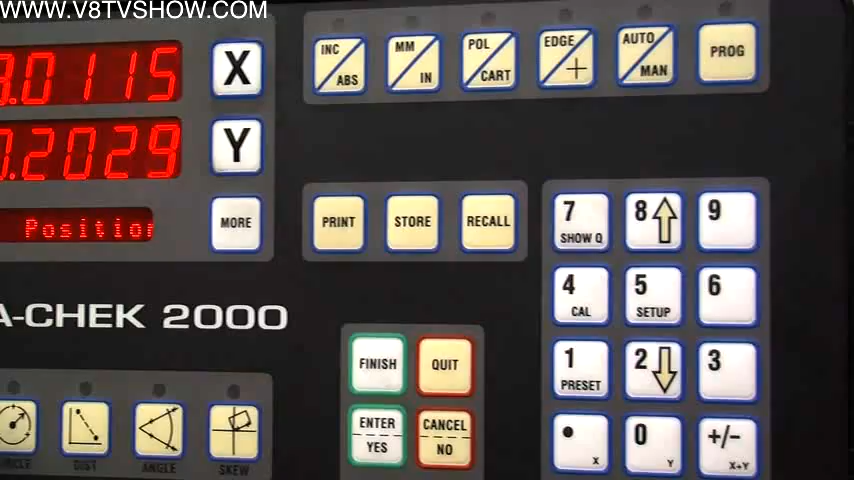 WWW.V8TVSHOW.COM
.0115
X
INC
ABS
MM
IN
POL
CART
EDGE
AUTO
MAN
PROG
.2029
Y
Position
MORE
PRINT
STORE
RECALL
7
SHOW Q
8
9
4
CAL
5
SETUP
6
A-CHEK 2000
FINISH
QUIT
1
PRESET
2
3
ENTER
YES
CANCEL
NO
•
X
0
Y
+/-
X+Y
DIST
ANGLE
SKEW